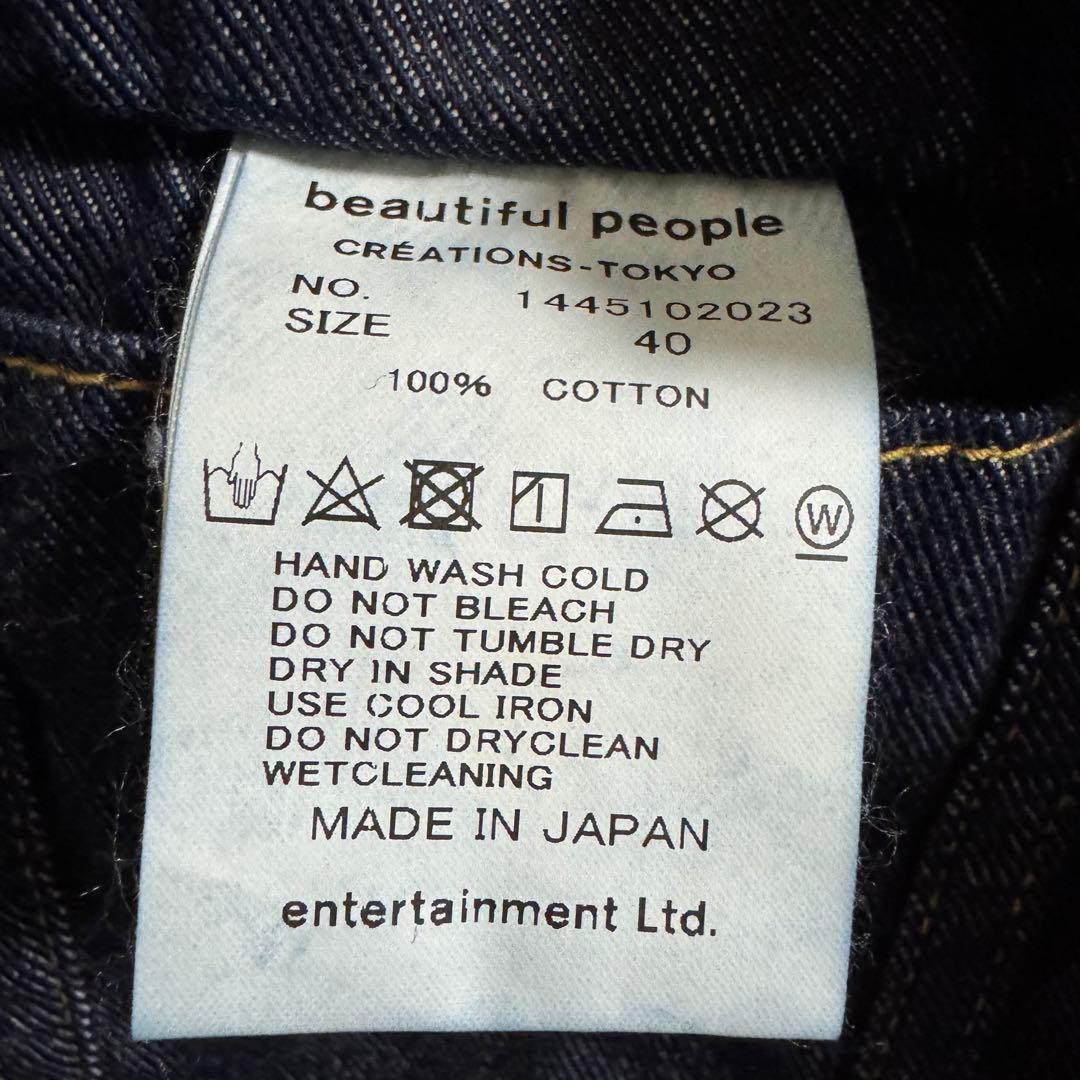 beautiful people
CRÉATIONS-TOKYO
NO. 1445102023
SIZE 40
100% COTTON
W
HAND WASH COLD
DO NOT BLEACH
DO NOT TUMBLE DRY
DRY IN SHADE
USE COOL IRON
DO NOT DRYCLEAN
WETCLEANING
MADE IN JAPAN
entertainment Ltd.